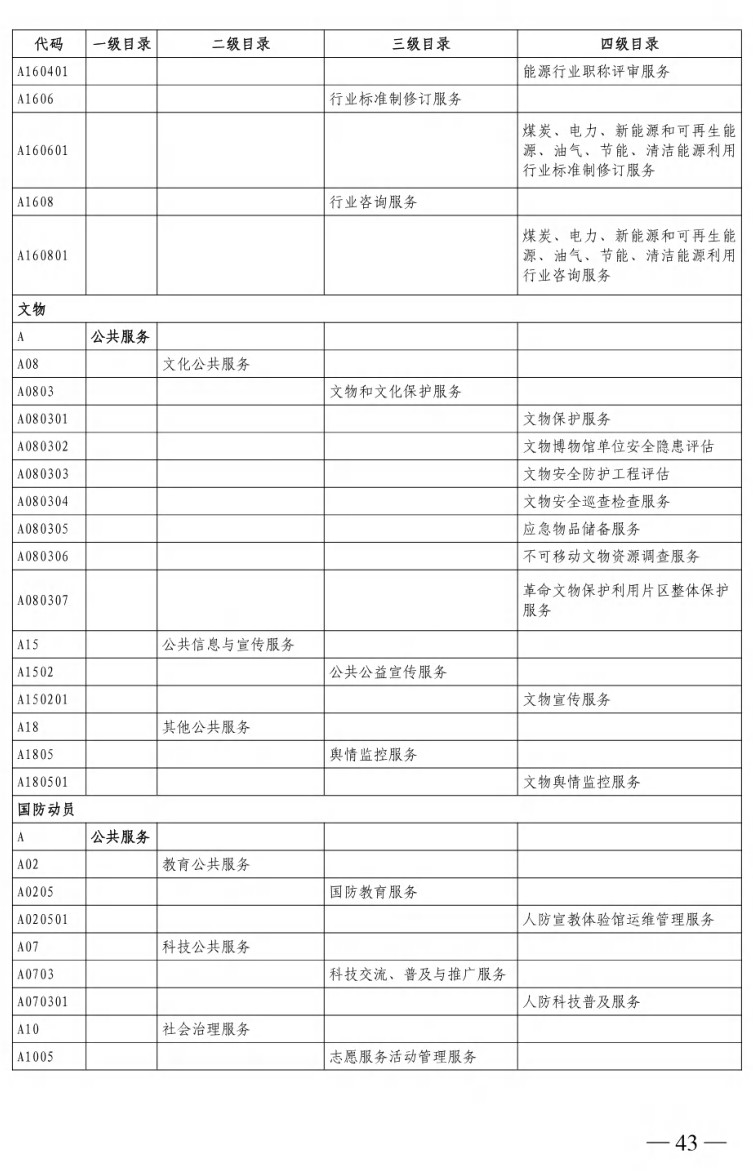 代码 一级目录 二级目录 三级目录 四级目录
A160401 能源行业职称评审服务
A1606 行业标准制修订服务
煤炭、电力、新能源和可再生能
A160601 源、油气、节能、清洁能源利用
行业标准制修订服务
A1608 行业咨询服务
煤炭、电力、新能源和可再生能
A160801 源、油气、节能、清洁能源利用
行业咨询服务
文物
A 公共服务
A08 文化公共服务
A0803 文物和文化保护服务
A080301 文物保护服务
A080302 文物博物馆单位安全隐患评估
A080303 文物安全防护工程评估
A080304 文物安全巡查检查服务
A080305 应急物品储备服务
A080306 不可移动文物资源调查服务
A080307 革命文物保护利用片区整体保护
服务
A15 公共信息与宣传服务
A1502 公共公益宣传服务
A150201 文物宣传服务
A18 其他公共服务
A1805 舆情监控服务
A180501 文物舆情监控服务
国防动员
A 公共服务
A02 教育公共服务
A0205 国防教育服务
A020501 人防宣教体验馆运维管理服务
A07 科技公共服务
A0703 科技交流、普及与推广服务
A070301 人防科技普及服务
A10 社会治理服务
A1005 志愿服务活动管理服务
— 43 —